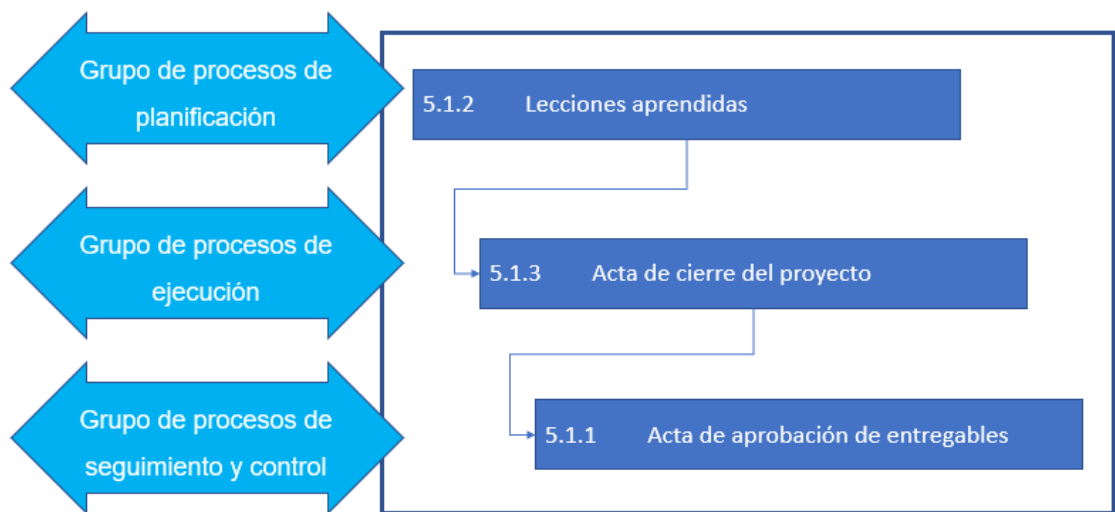 Grupo de procesos de
planificación
5.1.2 Lecciones aprendidas
Grupo de procesos de
ejecución
5.1.3 Acta de cierre del proyecto
Grupo de procesos de
seguimiento y control
5.1.1 Acta de aprobación de entregables